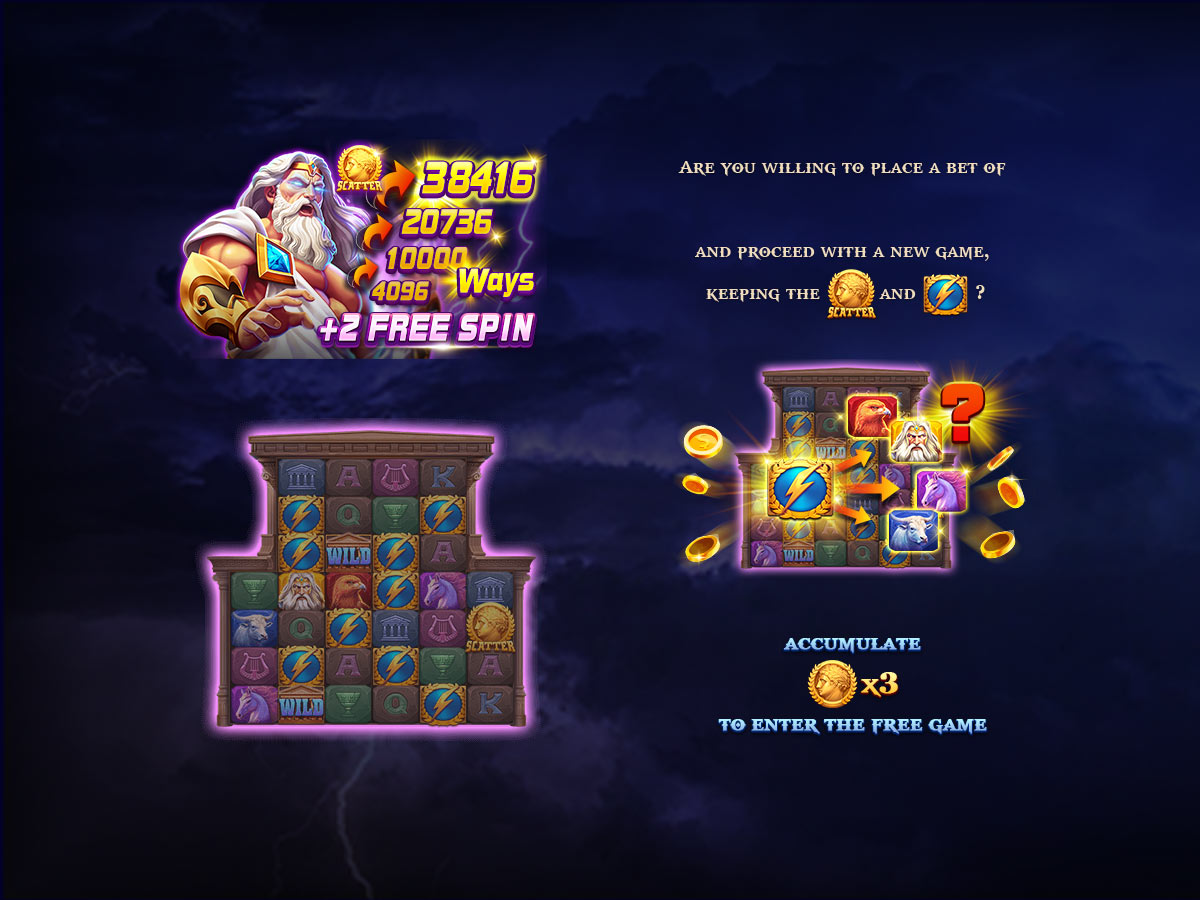 SCATTER
38416
20736
10000
4096
Ways
+2 FREE SPIN
ARE YOU WILLING TO PLACE A BET OF
AND PROCEED WITH A NEW GAME,
KEEPING THE SCATTER AND ?
A K
Q
WILD A
Q
SCATTER
A A
WILD Q K
A
Q
WILD
?
A
WILD Q
ACCUMULATE
x3
TO ENTER THE FREE GAME